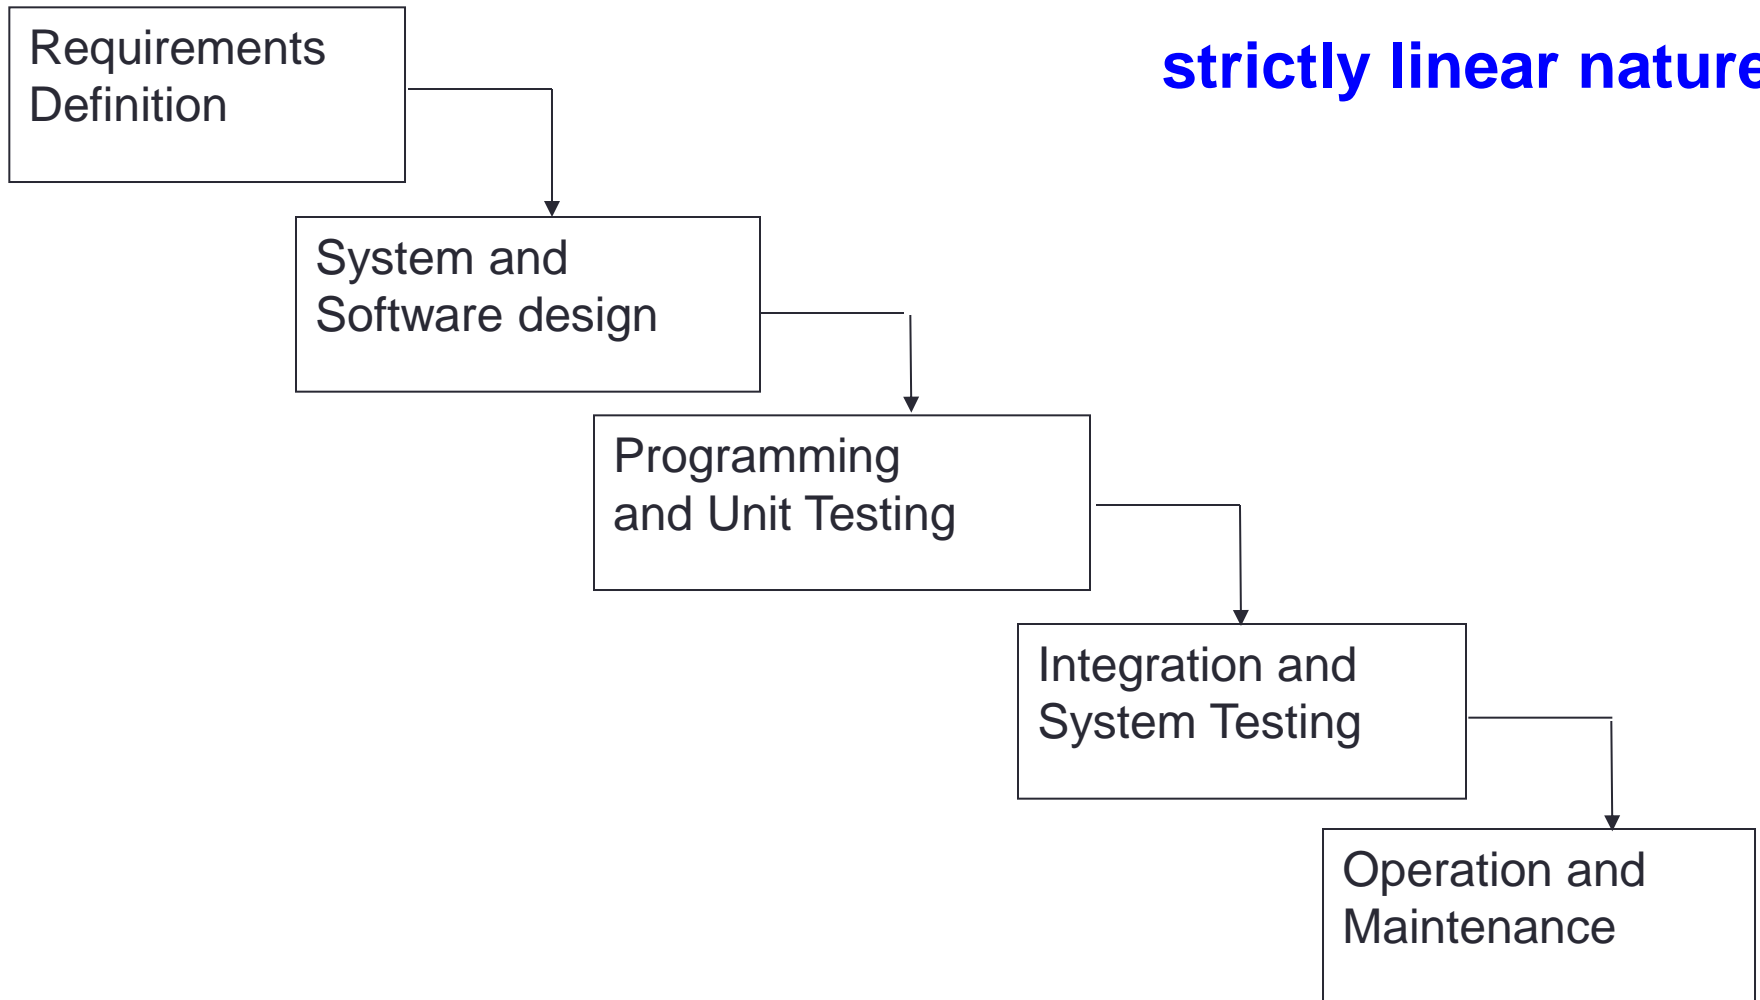 Requirements
Definition
strictly linear nature
System and
Software design
Programming
and Unit Testing
Integration and
System Testing
Operation and
Maintenance